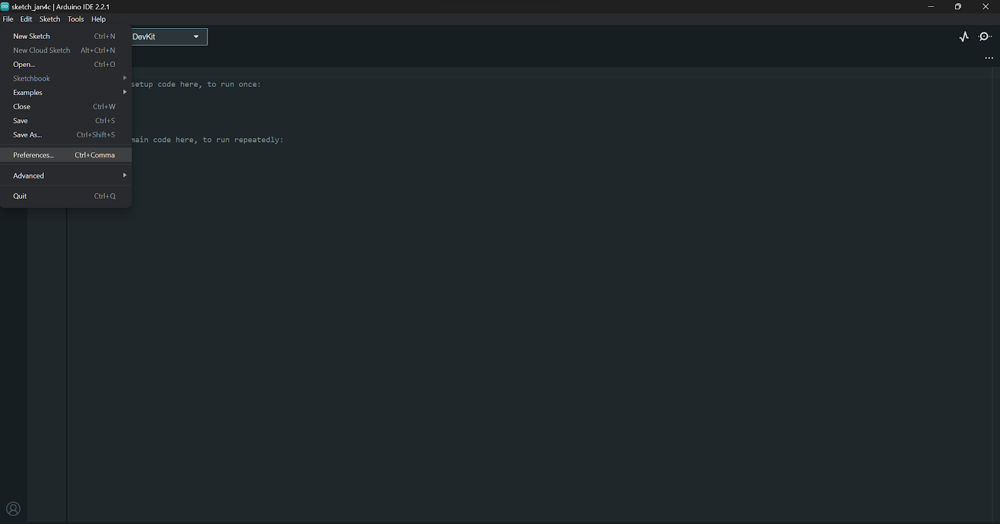 sketch_jan4c | Arduino IDE 2.2.1
File Edit Sketch Tools Help
New Sketch Ctrl+N
New Cloud Sketch Alt+Ctrl+N
Open... Ctrl+O
Sketchbook
Examples
Close Ctrl+W
Save Ctrl+S
Save As... Ctrl+Shift+S
Preferences... Ctrl+Comma
Advanced
Quit Ctrl+Q
DevKit
setup code here, to run once:
main code here, to run repeatedly: